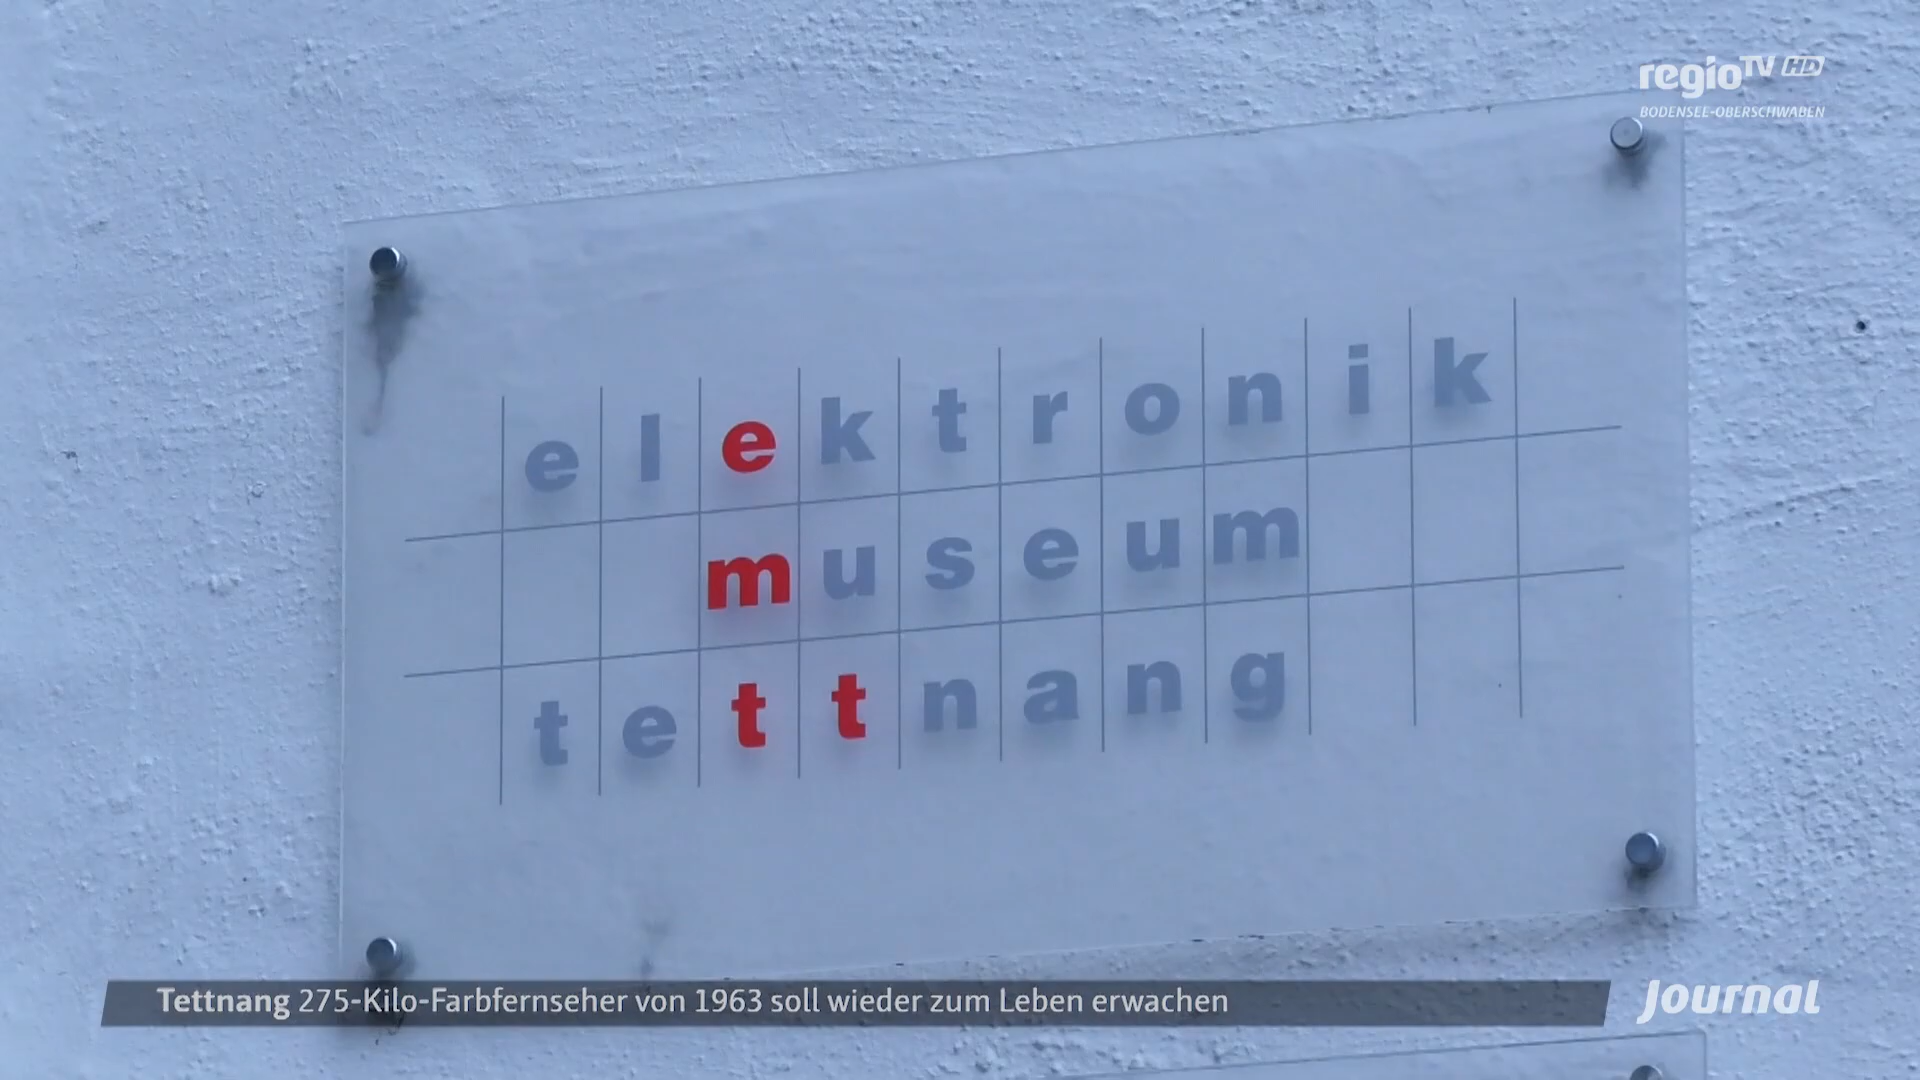 regioTV HD
BODENSEE-OBERSCHWABEN
elektronik
museum
tettnang
Tettnang 275-Kilo-Farbfernseher von 1963 soll wieder zum Leben erwachen
Journal